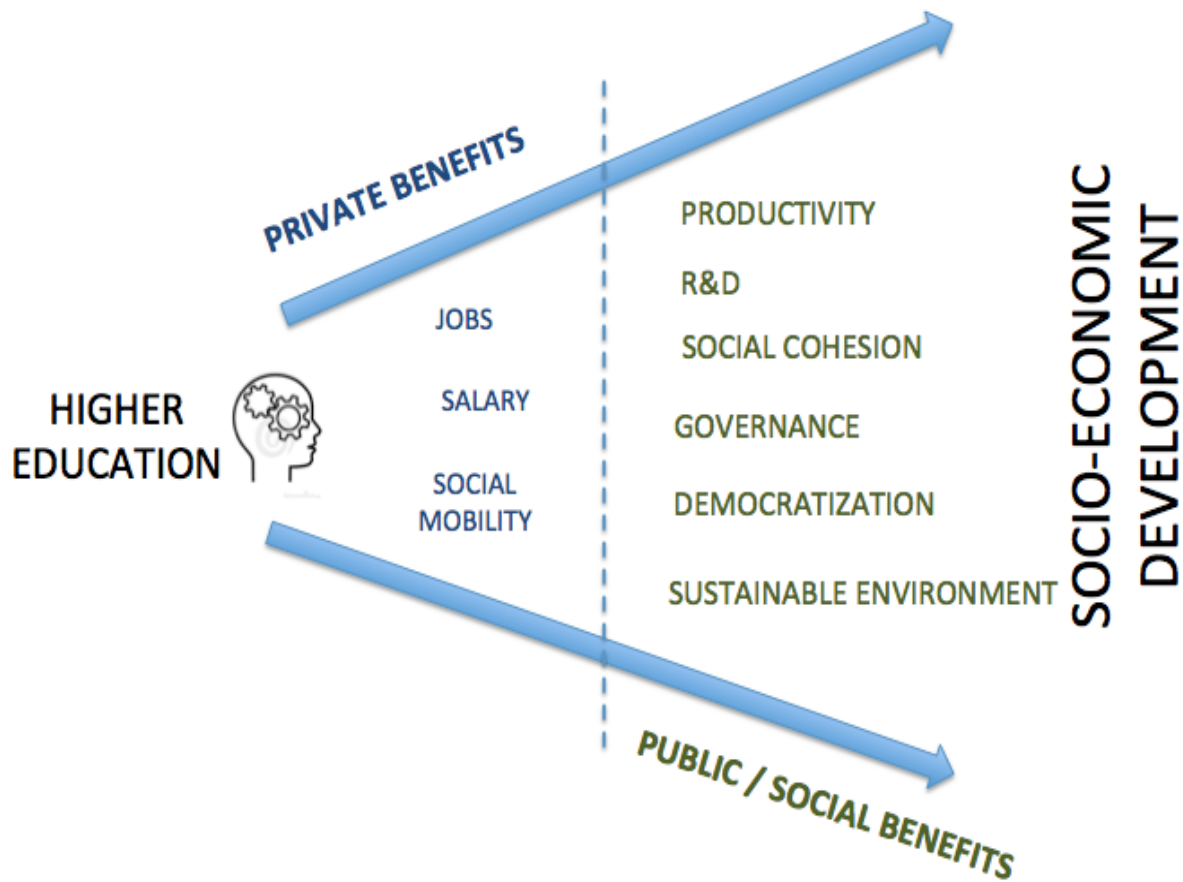 PRIVATE BENEFITS
HIGHER
EDUCATION
JOBS
SALARY
SOCIAL
MOBILITY
PRODUCTIVITY
R&D
SOCIAL COHESION
GOVERNANCE
DEMOCRATIZATION
SUSTAINABLE ENVIRONMENT
PUBLIC / SOCIAL BENEFITS
SOCIO-ECONOMIC
DEVELOPMENT